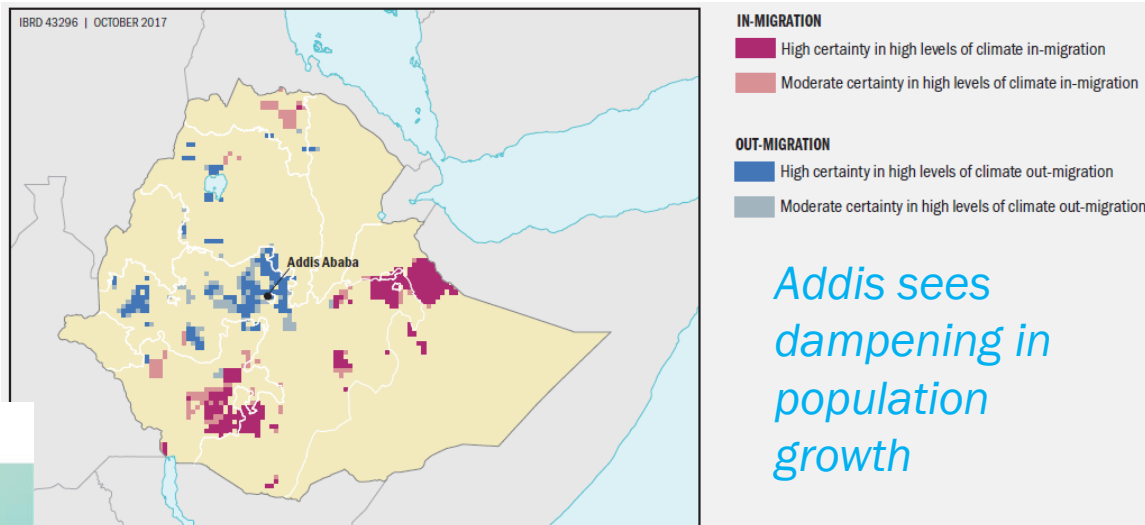 IBRD 43296 | OCTOBER 2017
Addis Ababa
IN-MIGRATION
High certainty in high levels of climate in-migration
Moderate certainty in high levels of climate in-migration
OUT-MIGRATION
High certainty in high levels of climate out-migration
Moderate certainty in high levels of climate out-migration
Addis sees
dampening in
population
growth